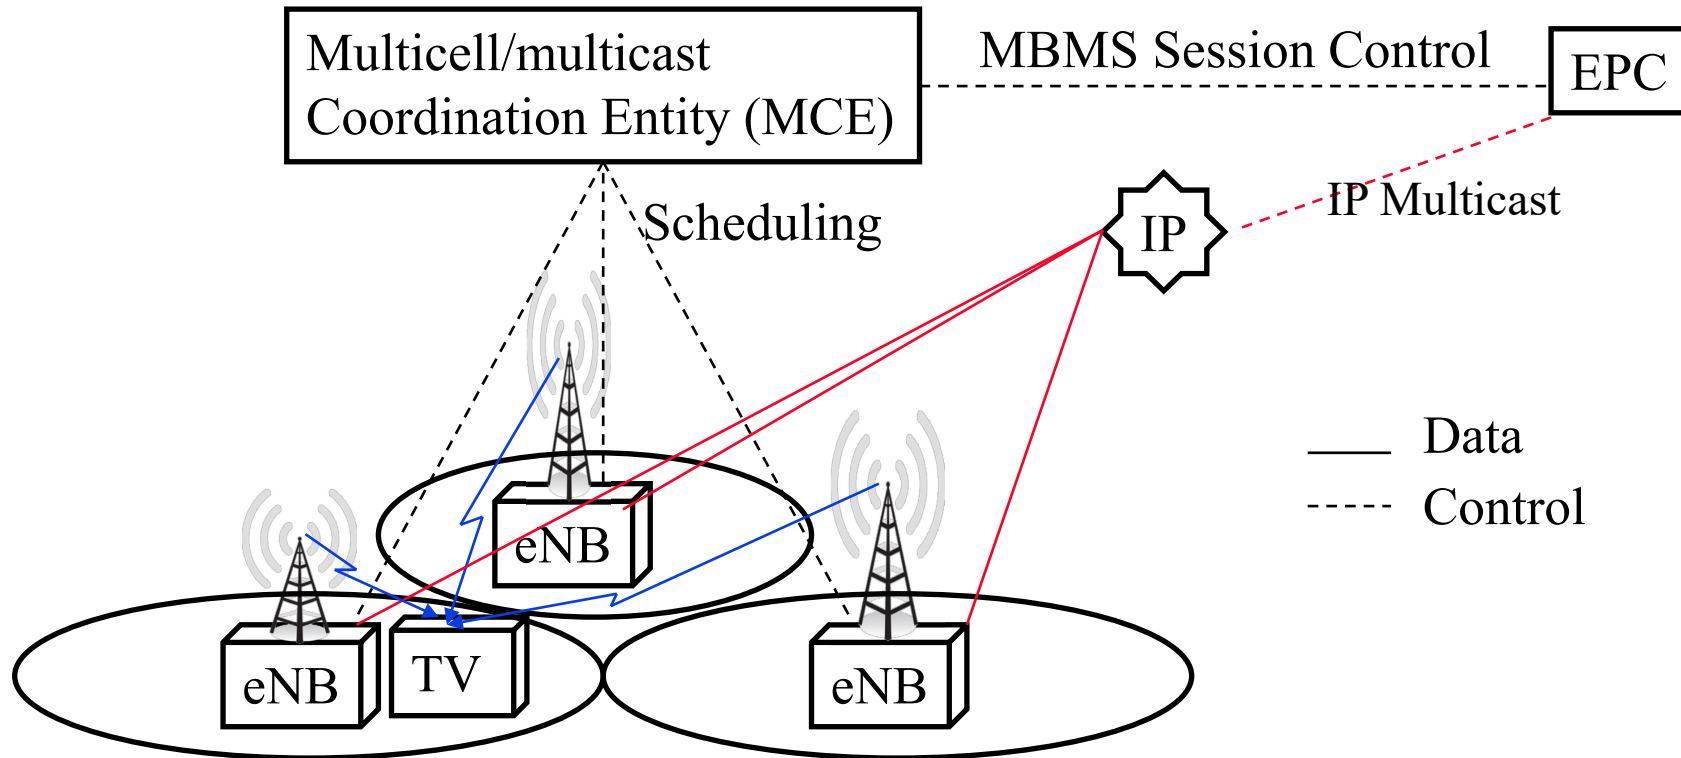 Multicell/multicast
Coordination Entity (MCE)
MBMS Session Control
EPC
Scheduling
IP
IP Multicast
Data
Control
eNB
eNB
TV
eNB